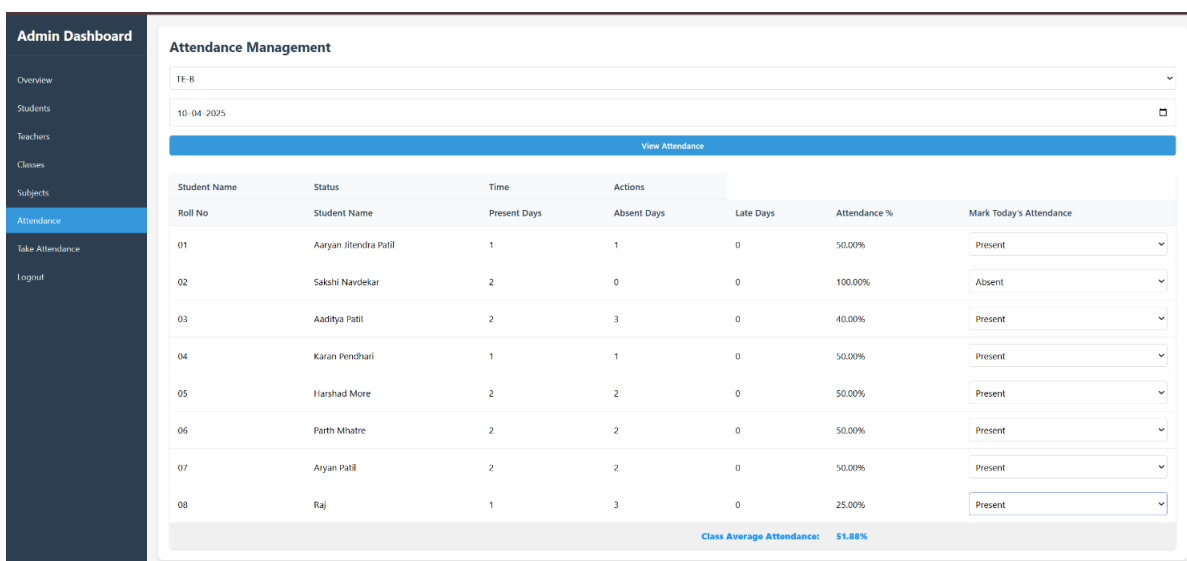 Admin Dashboard
Overview
Students
Teachers
Classes
Subjects
Attendance
Take Attendance
Logout
Attendance Management
TE-B
10-04-2025
View Attendance
Student Name Status Time Actions
Roll No Student Name Present Days Absent Days Late Days Attendance % Mark Today's Attendance
01 Aaryan Jitendra Patil 1 1 0 50.00% Present
02 Sakshi Navdekar 2 0 0 100.00% Absent
03 Aaditya Patil 2 3 0 40.00% Present
04 Karan Pendhari 1 1 0 50.00% Present
05 Harshad More 2 2 0 50.00% Present
06 Parth Mhatre 2 2 0 50.00% Present
07 Aryan Patil 2 2 0 50.00% Present
08 Raj 1 3 0 25.00% Present
Class Average Attendance: 51.88%